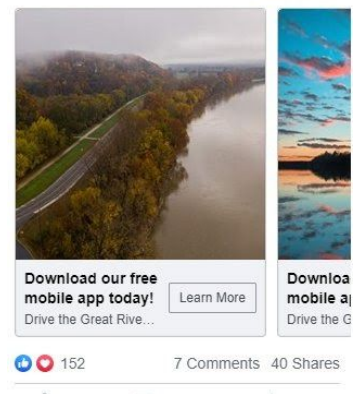 Download our free
mobile app today!
Learn More
Drive the Great Rive...
Downloa
mobile a
Drive the G
152
7 Comments
40 Shares